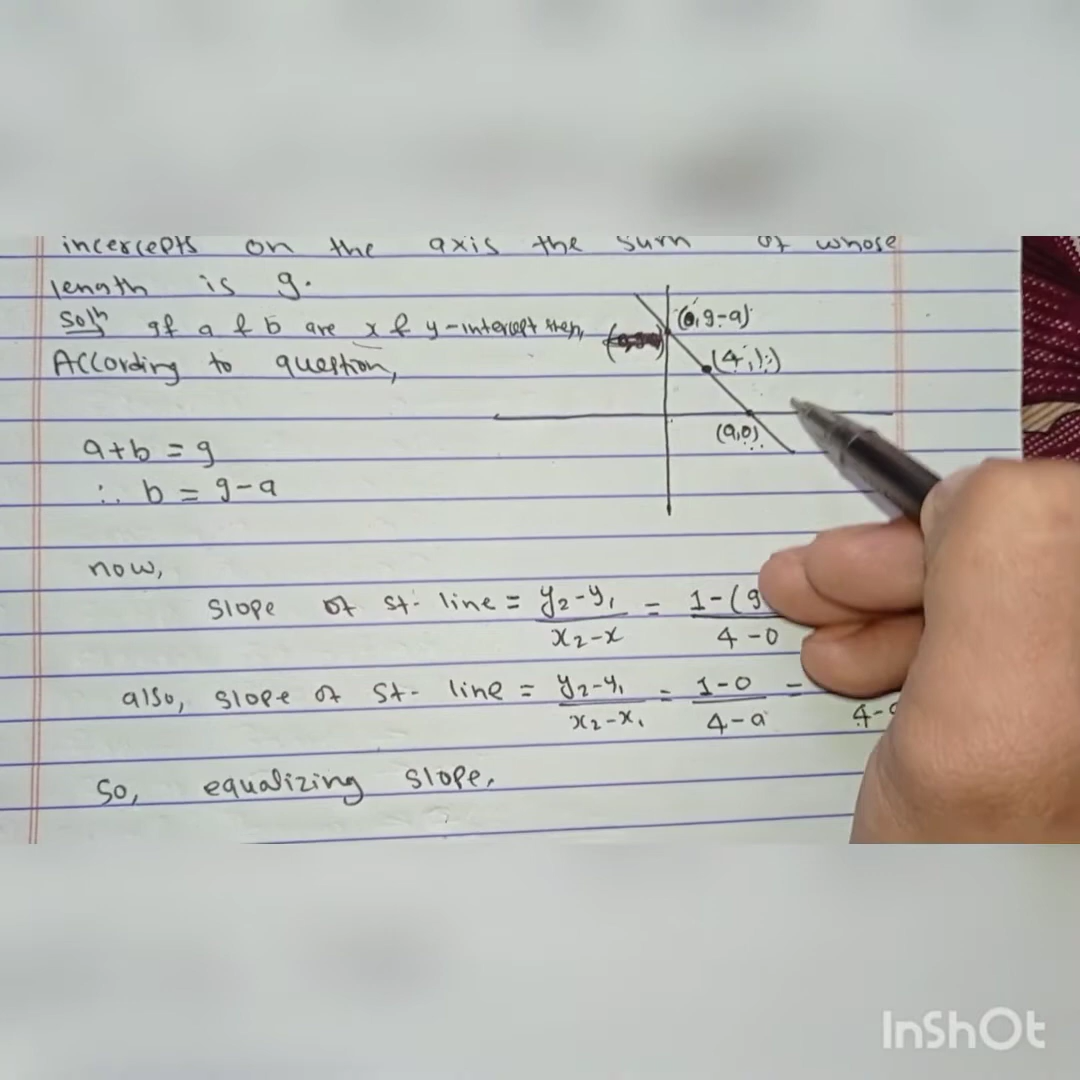 incercepts on the axis the sum of whose
length is 9.
Solⁿ If a & b are x & y-intercept then,
According to question,
(0,9-a)
(4,1)
(a,0)
a+b = 9
∴ b = 9-a
now,
slope of st- line = y₂-y₁/x₂-x = 1-(9/4-0
also, slope of st- line = y₂-y₁/x₂-x₁ = 1-0/4-a =
So, equalizing slope,
InShOt